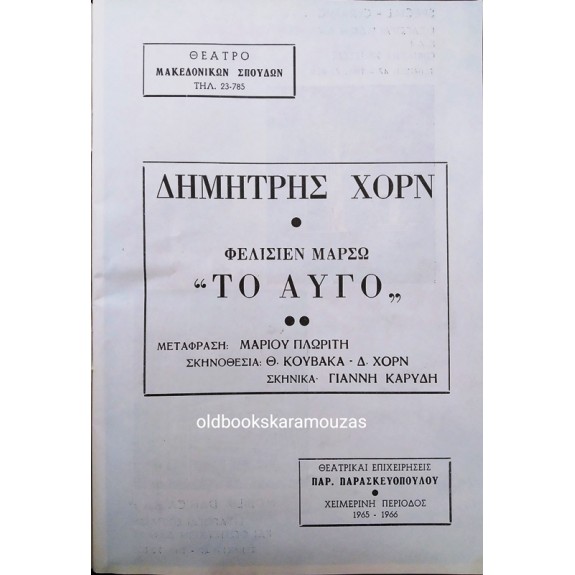 ΘΕΑΤΡΟ
ΜΑΚΕΔΟΝΙΚΩΝ ΣΠΟΥΔΩΝ
ΤΗΛ. 23-785
ΔΗΜΗΤΡΗΣ ΧΟΡΝ
ΦΕΛΙΣΙΕΝ ΜΑΡΣΩ
“ΤΟ ΑΥΓΟ„
ΜΕΤΑΦΡΑΣΗ: ΜΑΡΙΟΥ ΠΛΩΡΙΤΗ
ΣΚΗΝΟΘΕΣΙΑ: Θ. ΚΟΥΒΑΚΑ - Δ. ΧΟΡΝ
ΣΚΗΝΙΚΑ· ΓΙΑΝΝΗ ΚΑΡΥΔΗ
oldbookskaramouzas
ΘΕΑΤΡΙΚΑΙ ΕΠΙΧΕΙΡΗΣΕΙΣ
ΠΑΡ. ΠΑΡΑΣΚΕΥΟΠΟΥΛΟΥ
ΧΕΙΜΕΡΙΝΗ ΠΕΡΙΟΔΟΣ
1965 - 1966